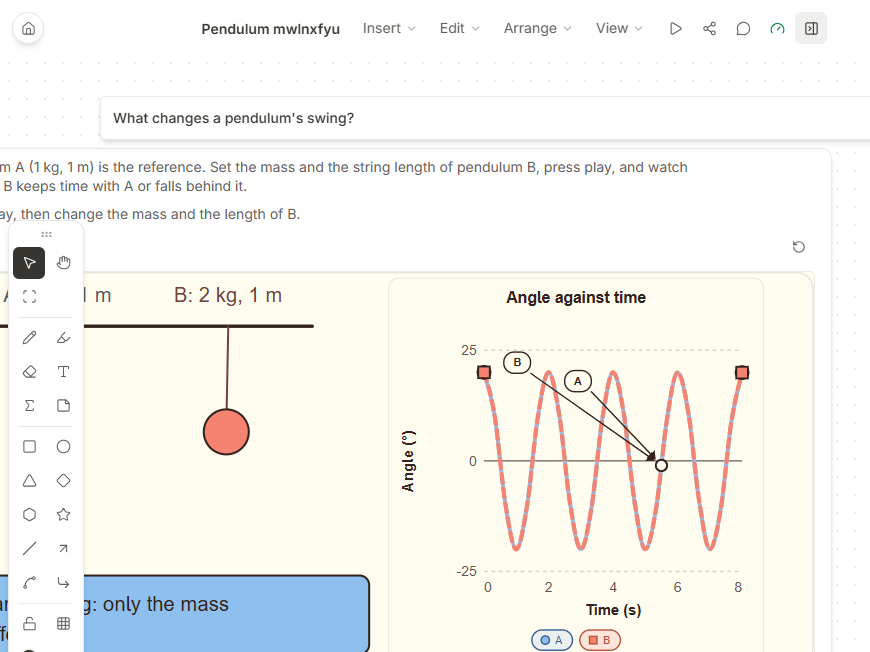 Pendulum mwlnxfyu Insert Edit Arrange View
What changes a pendulum's swing?
m A (1 kg, 1 m) is the reference. Set the mass and the string length of pendulum B, press play, and watch
B keeps time with A or falls behind it.
ay, then change the mass and the length of B.
1 m B: 2 kg, 1 m
Angle against time
25
B
A
0
-25
Angle (°)
0 2 4 6 8
Time (s)
A B
g: only the mass